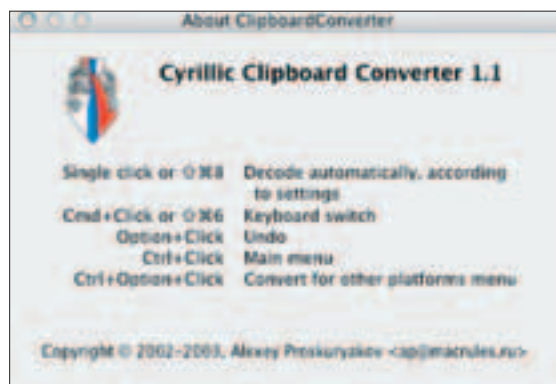 About ClipboardConverter
Cyrillic Clipboard Converter 1.1
Single click or ⇧⌘8 Decode automatically, according
to settings
Cmd+Click or ⇧⌘6 Keyboard switch
Option+Click Undo
Ctrl+Click Main menu
Ctrl+Option+Click Convert for other platforms menu
Copyright © 2002-2003, Alexey Proskuryakov <ap@macrules.ru>